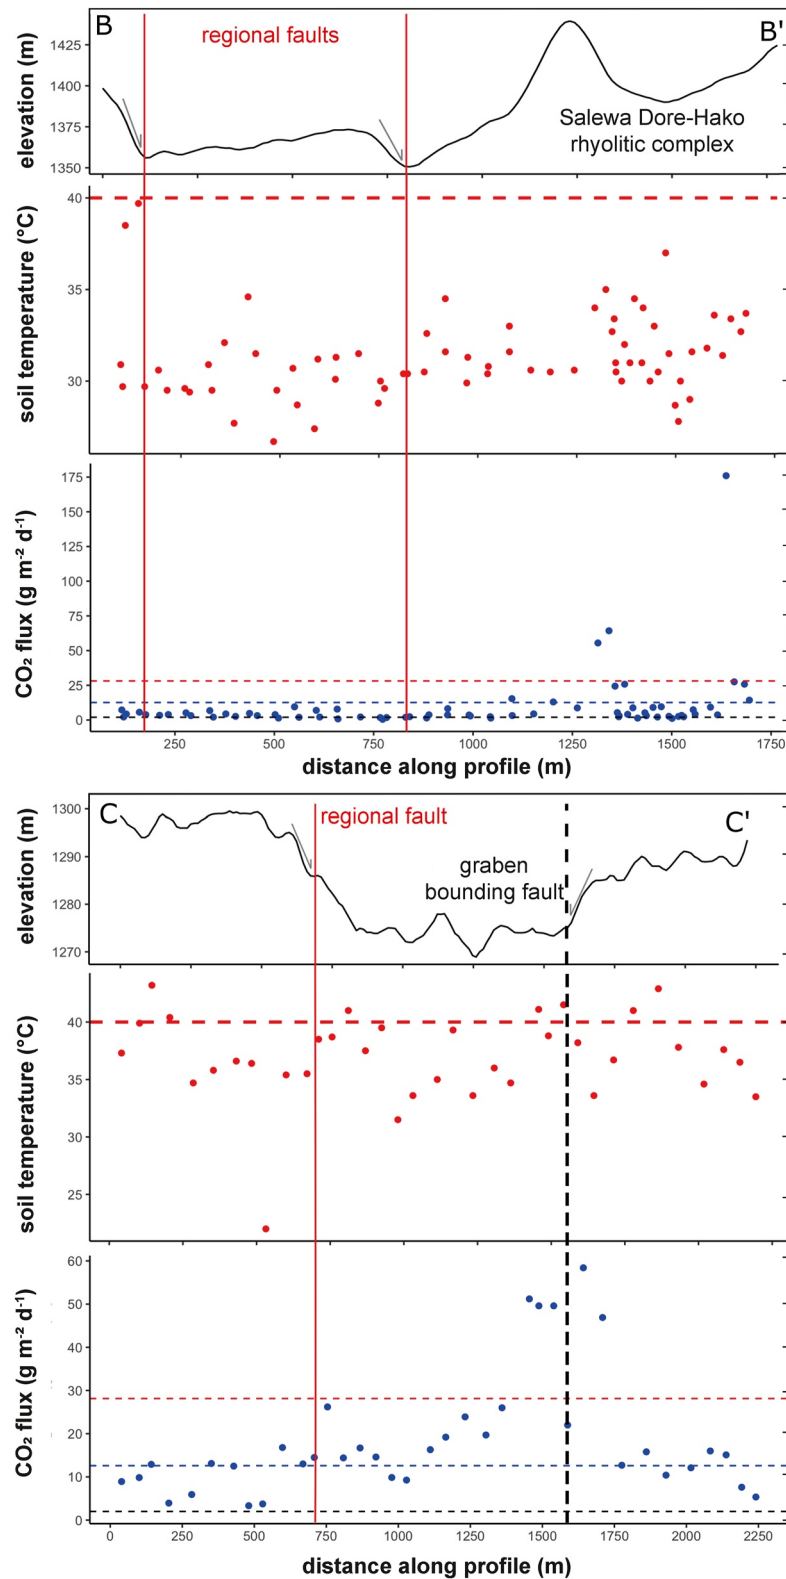 B
regional faults
B'
elevation (m)
1425
1400
1375
1350
Salewa Dore-Hako
rhyolitic complex
soil temperature (°C)
40
35
30
CO₂ flux (g m⁻² d⁻¹)
175
150
125
100
75
50
25
0
250 500 750 1000 1250 1500 1750
distance along profile (m)
C
regional fault
C'
elevation (m)
1300
1290
1280
1270
graben
bounding fault
soil temperature (°C)
40
35
30
25
CO₂ flux (g m⁻² d⁻¹)
60
50
40
30
20
10
0
0 250 500 750 1000 1250 1500 1750 2000 2250
distance along profile (m)